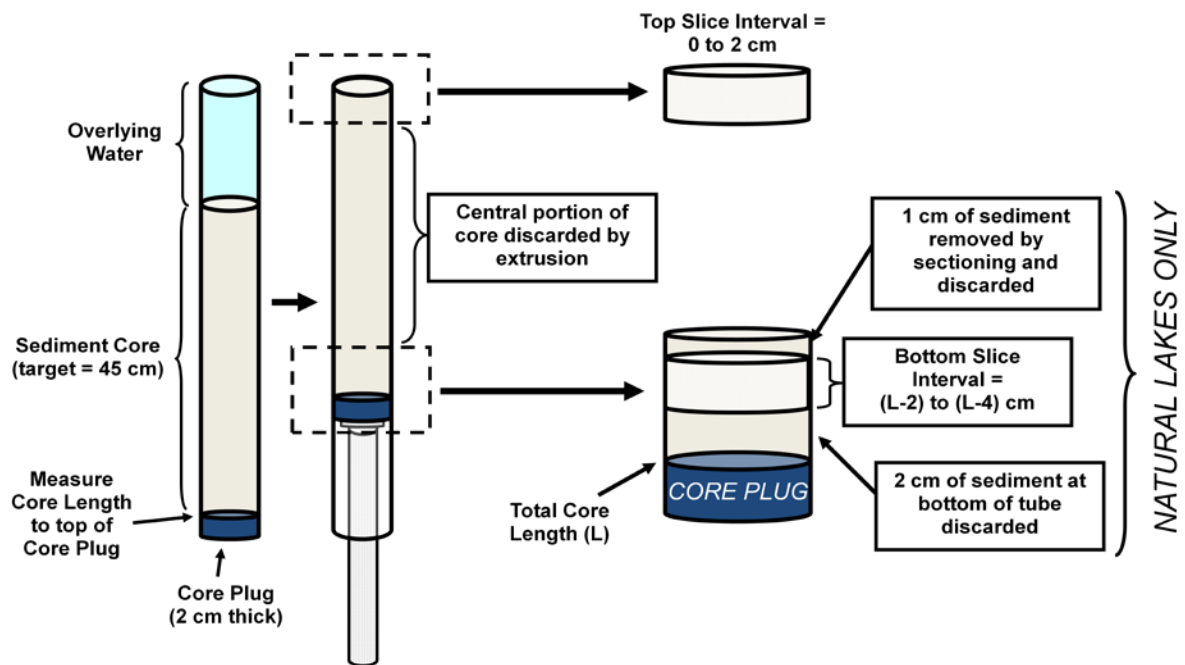 Top Slice Interval =
0 to 2 cm
Overlying
Water
Central portion of
core discarded by
extrusion
1 cm of sediment
removed by
sectioning and
discarded
Sediment Core
(target = 45 cm)
Bottom Slice
Interval =
(L-2) to (L-4) cm
Measure
Core Length
to top of
Core Plug
CORE PLUG
Total Core
Length (L)
2 cm of sediment at
bottom of tube
discarded
Core Plug
(2 cm thick)
NATURAL LAKES ONLY